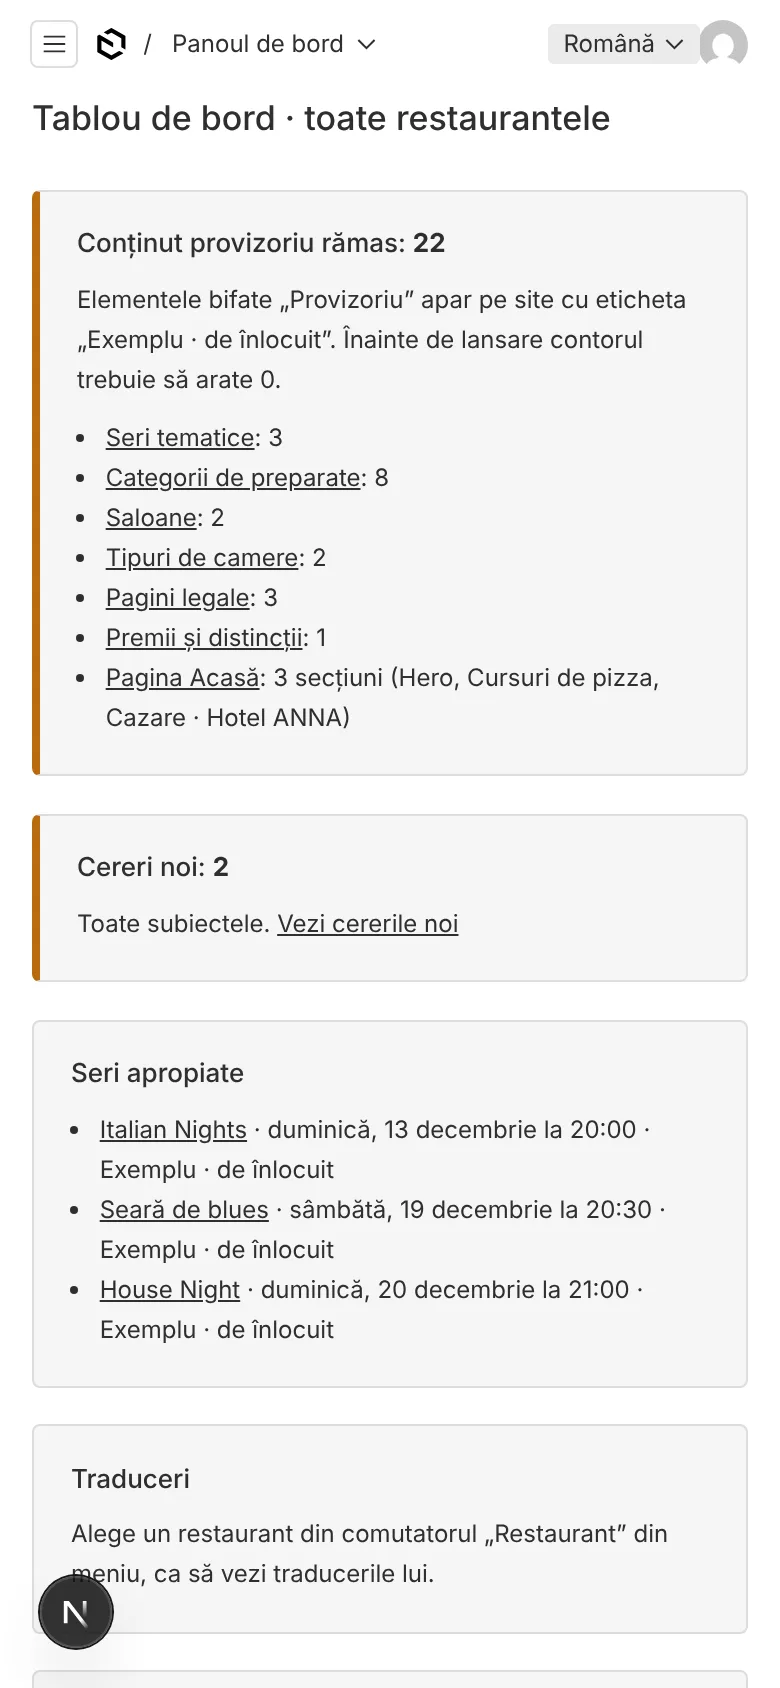 / Panoul de bord
Română
Tablou de bord · toate restaurantele
Conținut provizoriu rămas: 22
Elementele bifate „Provizoriu” apar pe site cu eticheta
„Exemplu · de înlocuit”. Înainte de lansare contorul
trebuie să arate 0.
• Seri tematice: 3
• Categorii de preparate: 8
• Saloane: 2
• Tipuri de camere: 2
• Pagini legale: 3
• Premii și distincții: 1
• Pagina Acasă: 3 secțiuni (Hero, Cursuri de pizza,
Cazare · Hotel ANNA)
Cereri noi: 2
Toate subiectele. Vezi cererile noi
Seri apropiate
• Italian Nights · duminică, 13 decembrie la 20:00 ·
Exemplu · de înlocuit
• Seară de blues · sâmbătă, 19 decembrie la 20:30 ·
Exemplu · de înlocuit
• House Night · duminică, 20 decembrie la 21:00 ·
Exemplu · de înlocuit
Traduceri
Alege un restaurant din comutatorul „Restaurant” din
meniu, ca să vezi traducerile lui.
N